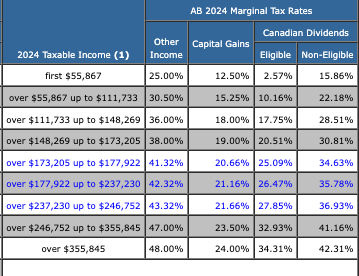 AB 2024 Marginal Tax Rates
2024 Taxable Income (1) Other Income Capital Gains Canadian Dividends
Eligible Non-Eligible
first $55,867 25.00% 12.50% 2.57% 15.86%
over $55,867 up to $111,733 30.50% 15.25% 10.16% 22.18%
over $111,733 up to $148,269 36.00% 18.00% 17.75% 28.51%
over $148,269 up to $173,205 38.00% 19.00% 20.51% 30.81%
over $173,205 up to $177,922 41.32% 20.66% 25.09% 34.63%
over $177,922 up to $237,230 42.32% 21.16% 26.47% 35.78%
over $237,230 up to $246,752 43.32% 21.66% 27.85% 36.93%
over $246,752 up to $355,845 47.00% 23.50% 32.93% 41.16%
over $355,845 48.00% 24.00% 34.31% 42.31%